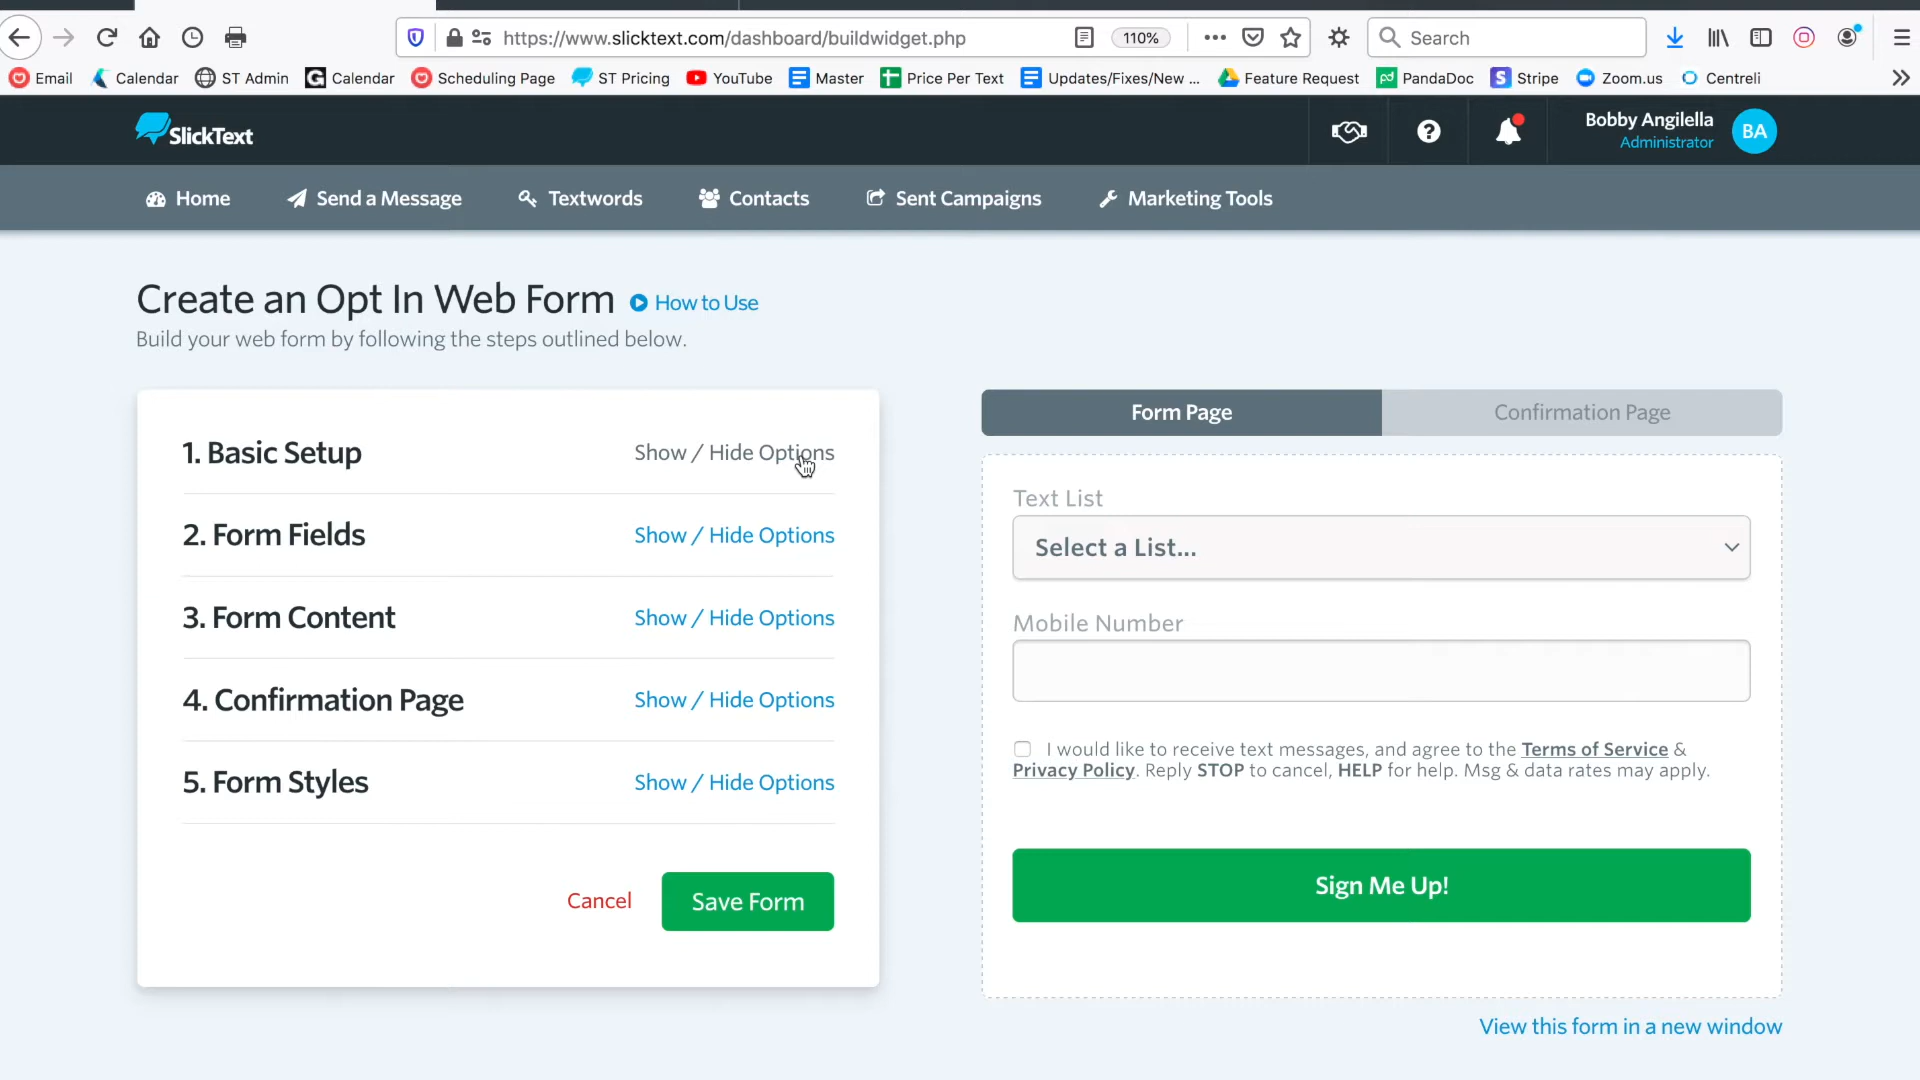 https://www.slicktext.com/dashboard/buildwidget.php
110%
Search
Email
Calendar
ST Admin
Calendar
Scheduling Page
ST Pricing
YouTube
Master
Price Per Text
Updates/Fixes/New ...
Feature Request
PandaDoc
Stripe
Zoom.us
Centreli
SlickText
Bobby Angilella
Administrator
BA
Home
Send a Message
Textwords
Contacts
Sent Campaigns
Marketing Tools
Create an Opt In Web Form
How to Use
Build your web form by following the steps outlined below.
1. Basic Setup
Show / Hide Options
2. Form Fields
Show / Hide Options
3. Form Content
Show / Hide Options
4. Confirmation Page
Show / Hide Options
5. Form Styles
Show / Hide Options
Cancel
Save Form
Form Page
Confirmation Page
Text List
Select a List...
Mobile Number
I would like to receive text messages, and agree to the Terms of Service &
Privacy Policy. Reply STOP to cancel, HELP for help. Msg & data rates may apply.
Sign Me Up!
View this form in a new window